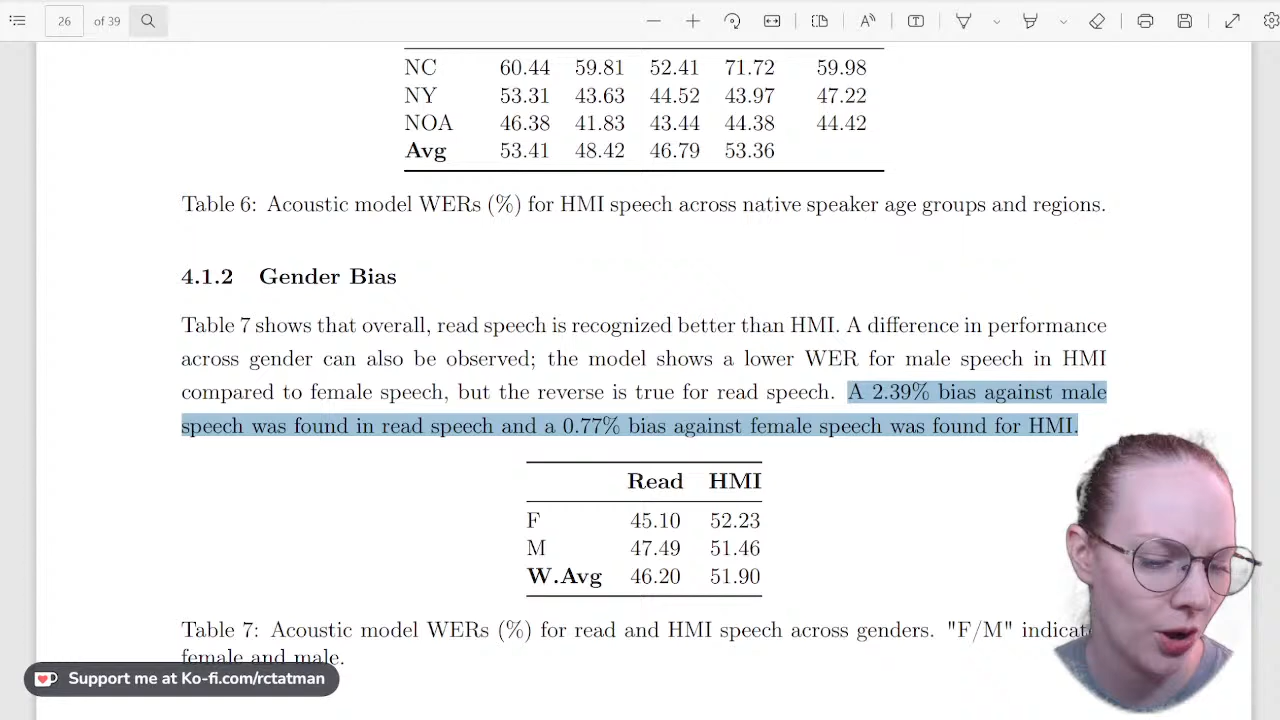 26 of 39
NC 60.44 59.81 52.41 71.72 59.98
NY 53.31 43.63 44.52 43.97 47.22
NOA 46.38 41.83 43.44 44.38 44.42
Avg 53.41 48.42 46.79 53.36
Table 6: Acoustic model WERs (%) for HMI speech across native speaker age groups and regions.
4.1.2 Gender Bias
Table 7 shows that overall, read speech is recognized better than HMI. A difference in performance
across gender can also be observed; the model shows a lower WER for male speech in HMI
compared to female speech, but the reverse is true for read speech. A 2.39% bias against male
speech was found in read speech and a 0.77% bias against female speech was found for HMI.
Read HMI
F 45.10 52.23
M 47.49 51.46
W.Avg 46.20 51.90
Table 7: Acoustic model WERs (%) for read and HMI speech across genders. "F/M"
female and male.
Support me at Ko-fi.com/rctatman